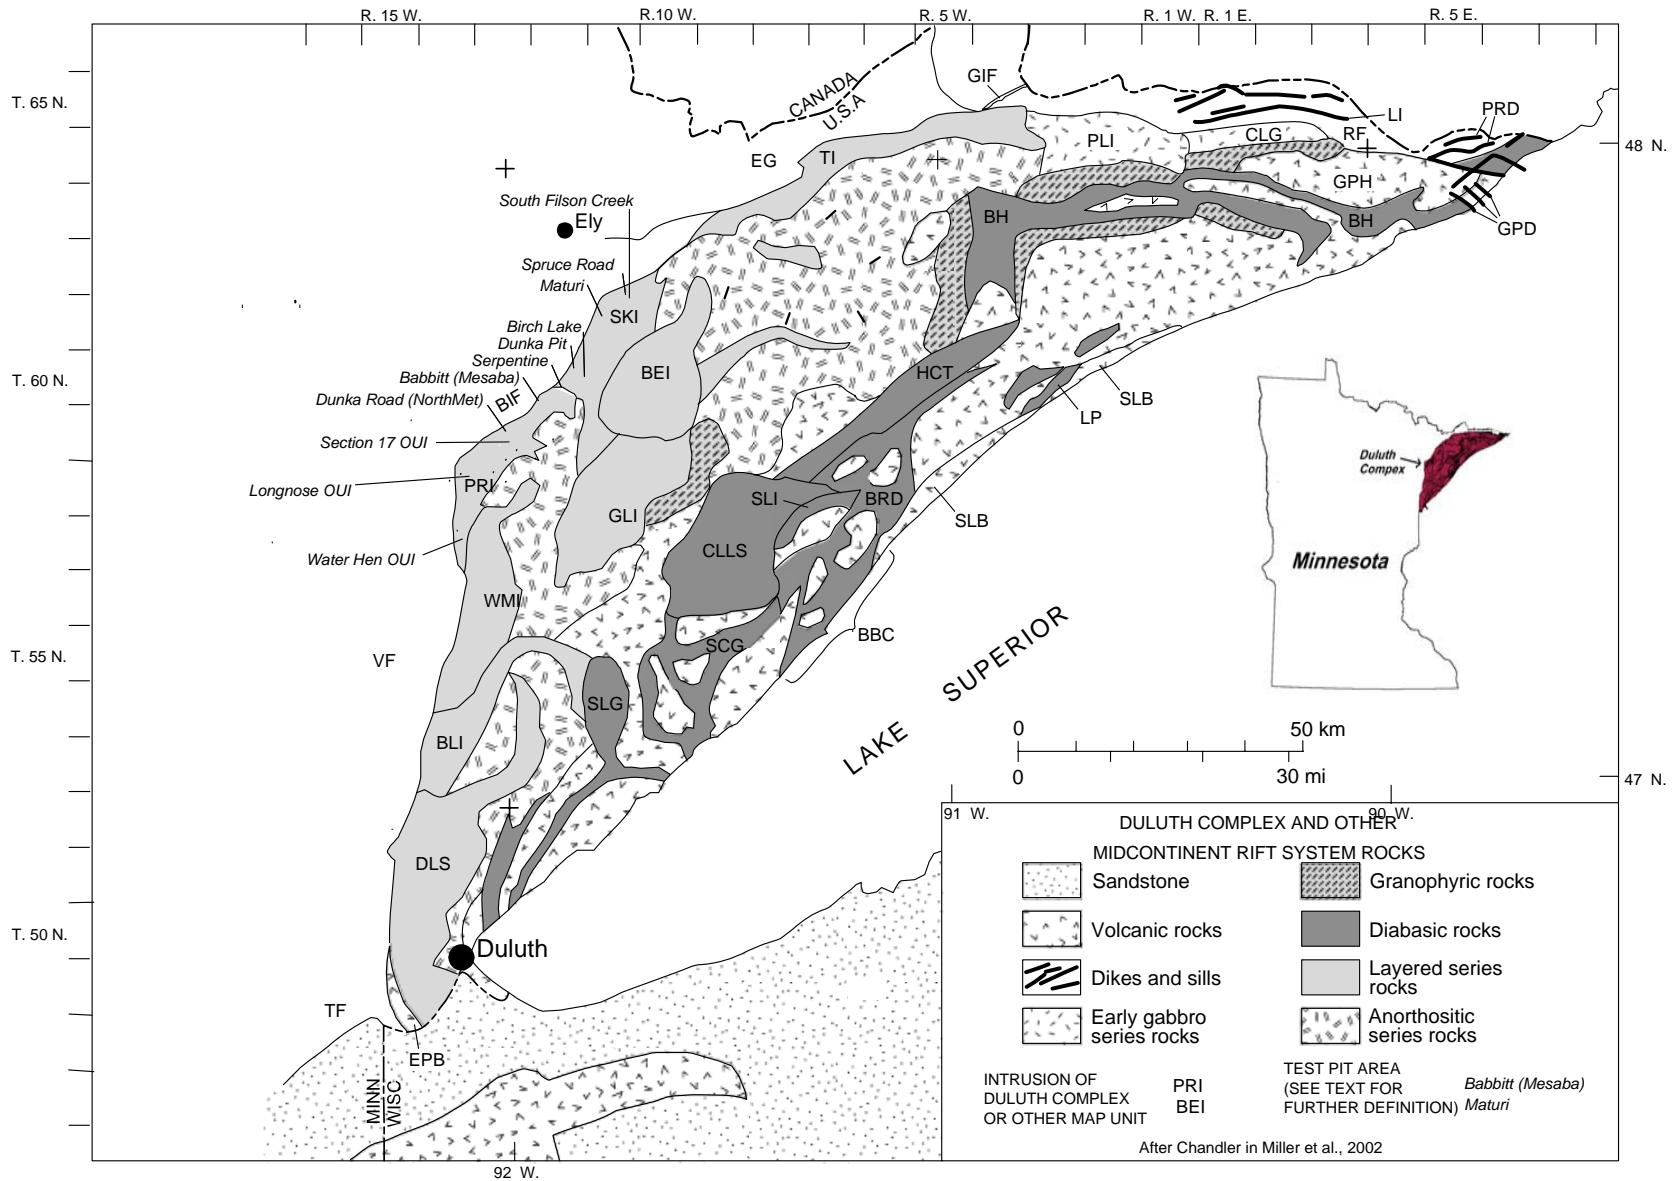 R. 15 W.
R.10 W.
R. 5 W.
R. 1 W.
R. 1 E.
R. 5 E.
T. 65 N.
T. 60 N.
T. 55 N.
T. 50 N.
48 N.
47 N.
CANADA
U.S.A
GIF
LI
PRD
EG
TI
PLI
CLG
RF
GPH
South Filson Creek
Ely
BH
BH
GPD
Spruce Road
Maturi
SKI
Birch Lake
Dunka Pit
Serpentine
Babbitt (Mesaba)
Dunka Road (NorthMet)
BIF
BEI
HCT
SLB
LP
Section 17 OUI
Longnose OUI
PRI
GLI
SLI
BRD
SLB
CLLS
Water Hen OUI
WMI
SCG
BBC
VF
SLG
BLI
DLS
LAKE SUPERIOR
Duluth
TF
EPB
MINN
WISC
92 W.
Duluth
Compex
Minnesota
0 50 km
0 30 mi
91 W.
90 W.
DULUTH COMPLEX AND OTHER
MIDCONTINENT RIFT SYSTEM ROCKS
Sandstone
Granophyric rocks
Volcanic rocks
Diabasic rocks
Dikes and sills
Layered series
rocks
Early gabbro
series rocks
Anorthositic
series rocks
INTRUSION OF
DULUTH COMPLEX
OR OTHER MAP UNIT
PRI
BEI
TEST PIT AREA
(SEE TEXT FOR
FURTHER DEFINITION)
Babbitt (Mesaba)
Maturi
After Chandler in Miller et al., 2002